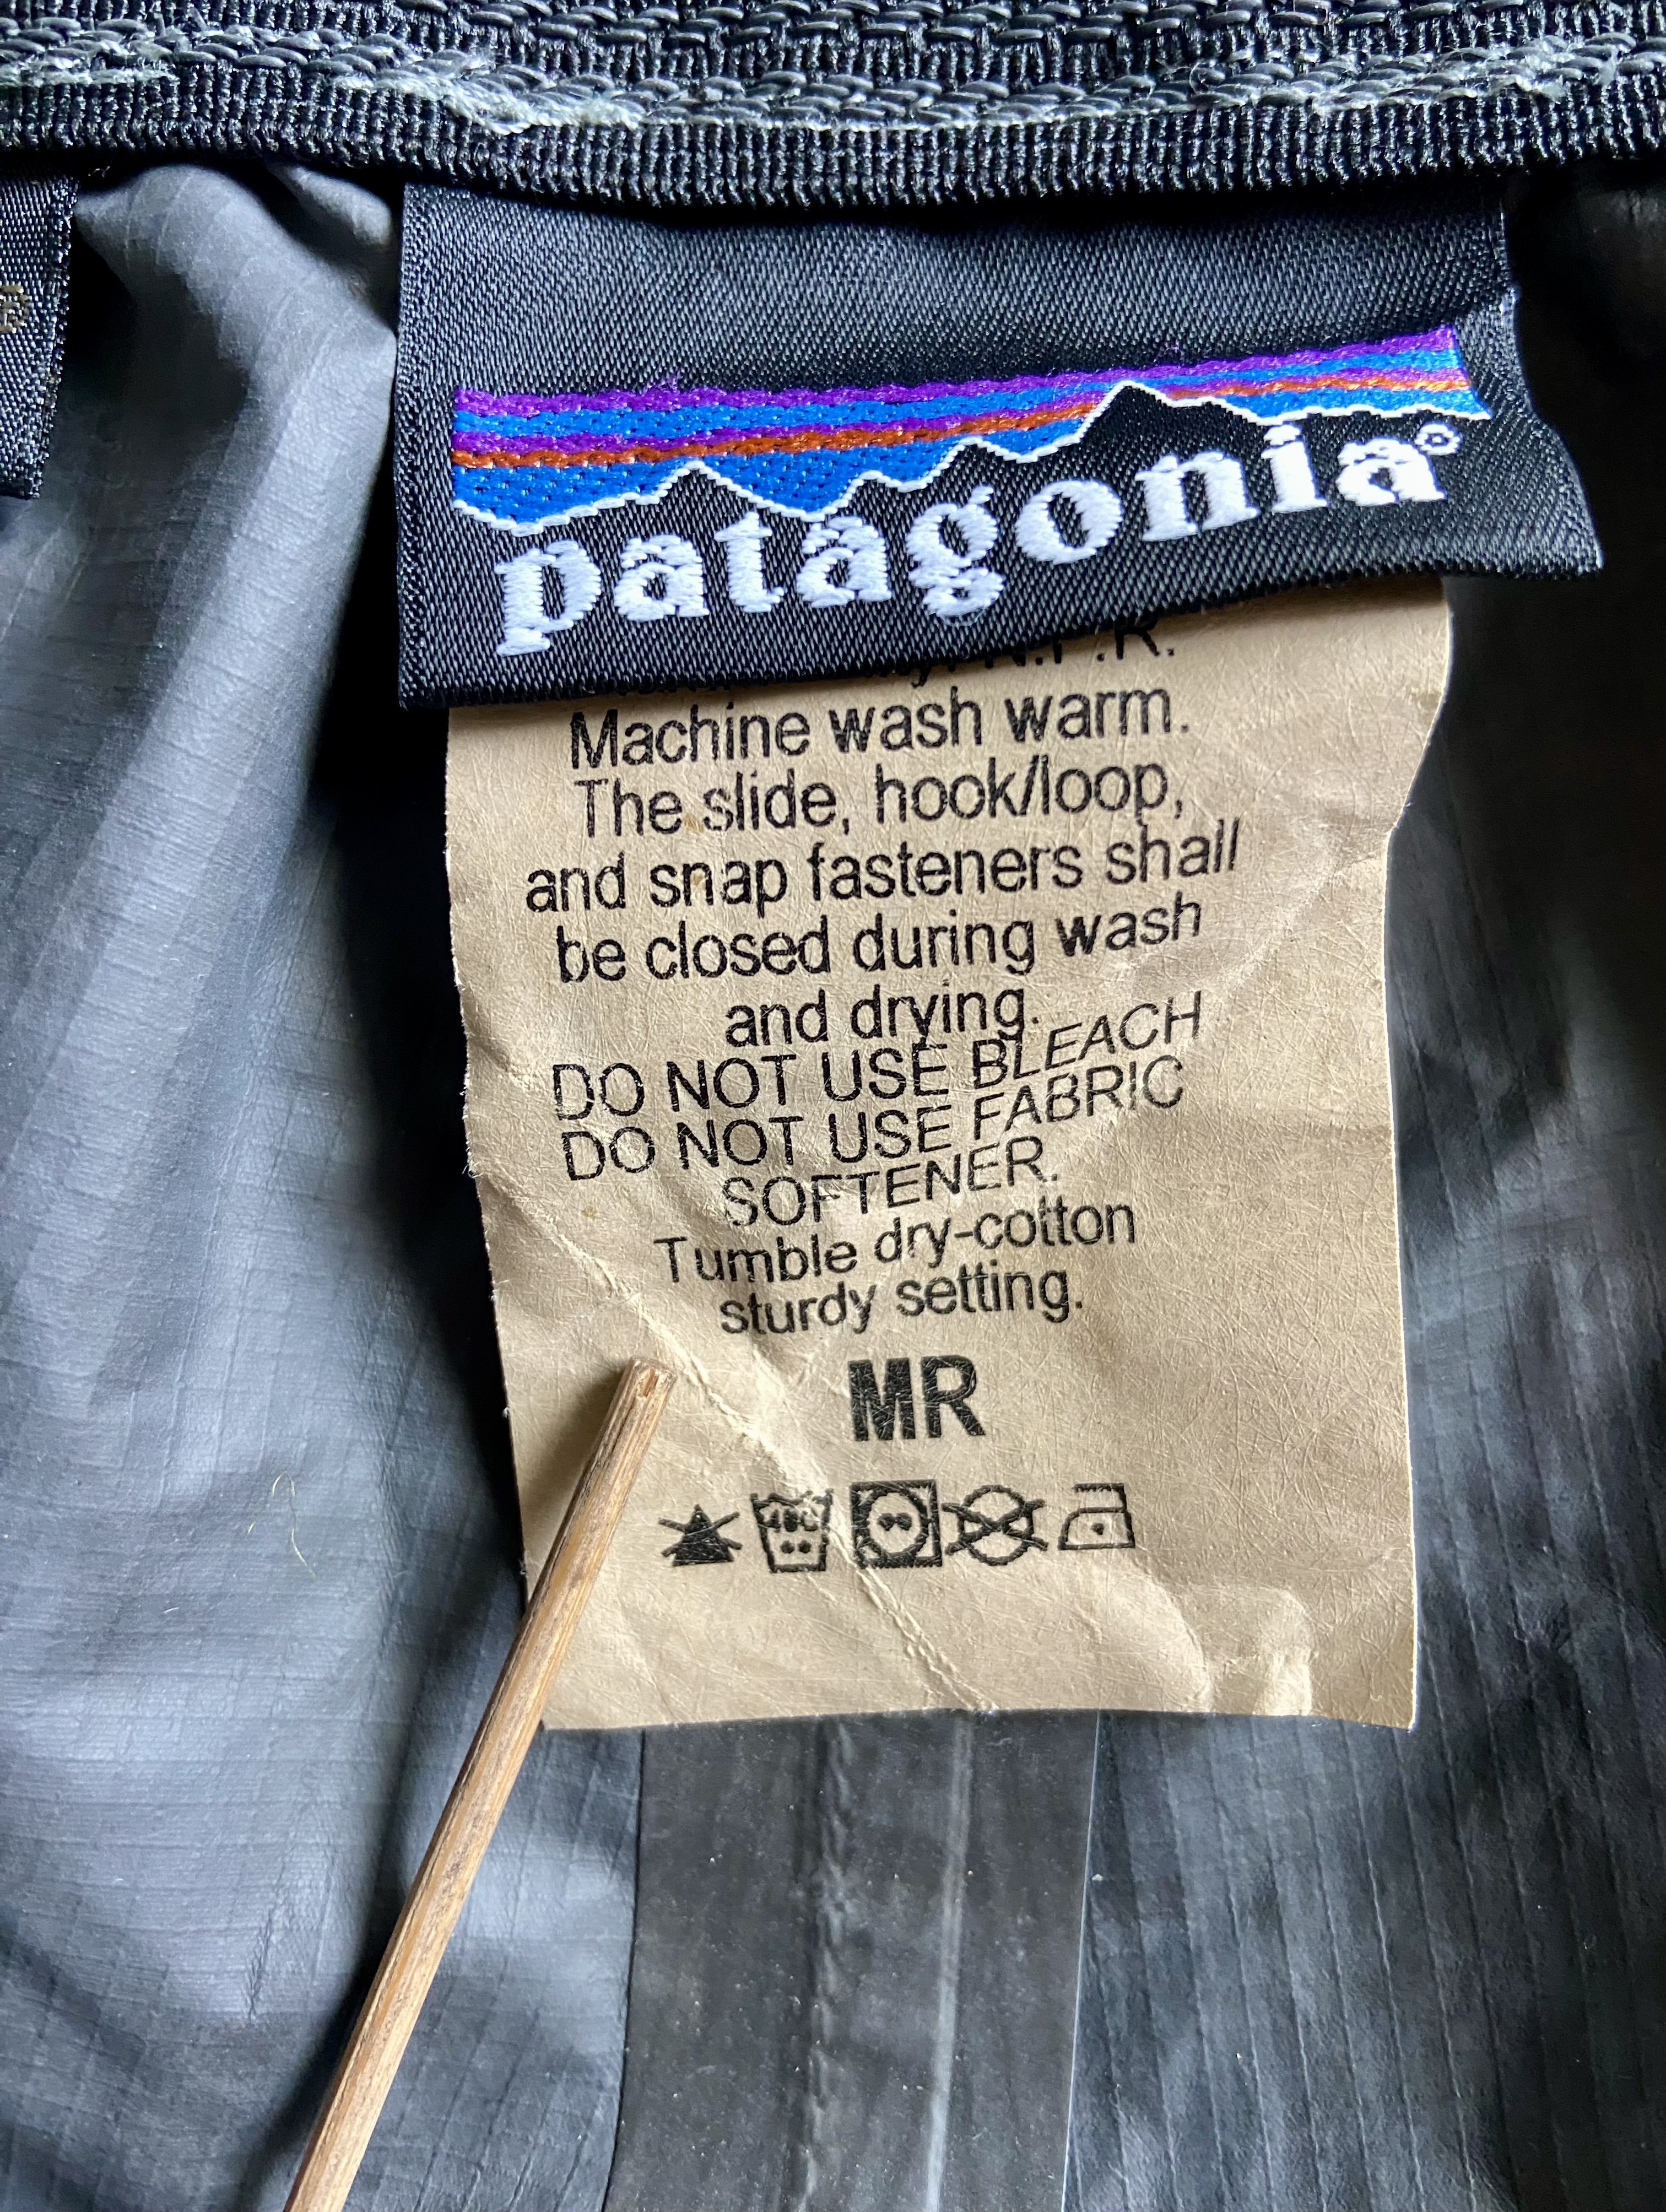 patagonia®
Machine wash warm.
The slide, hook/loop,
and snap fasteners shall
be closed during wash
and drying.
DO NOT USE BLEACH
DO NOT USE FABRIC
SOFTENER.
Tumble dry-cotton
sturdy setting.
MR